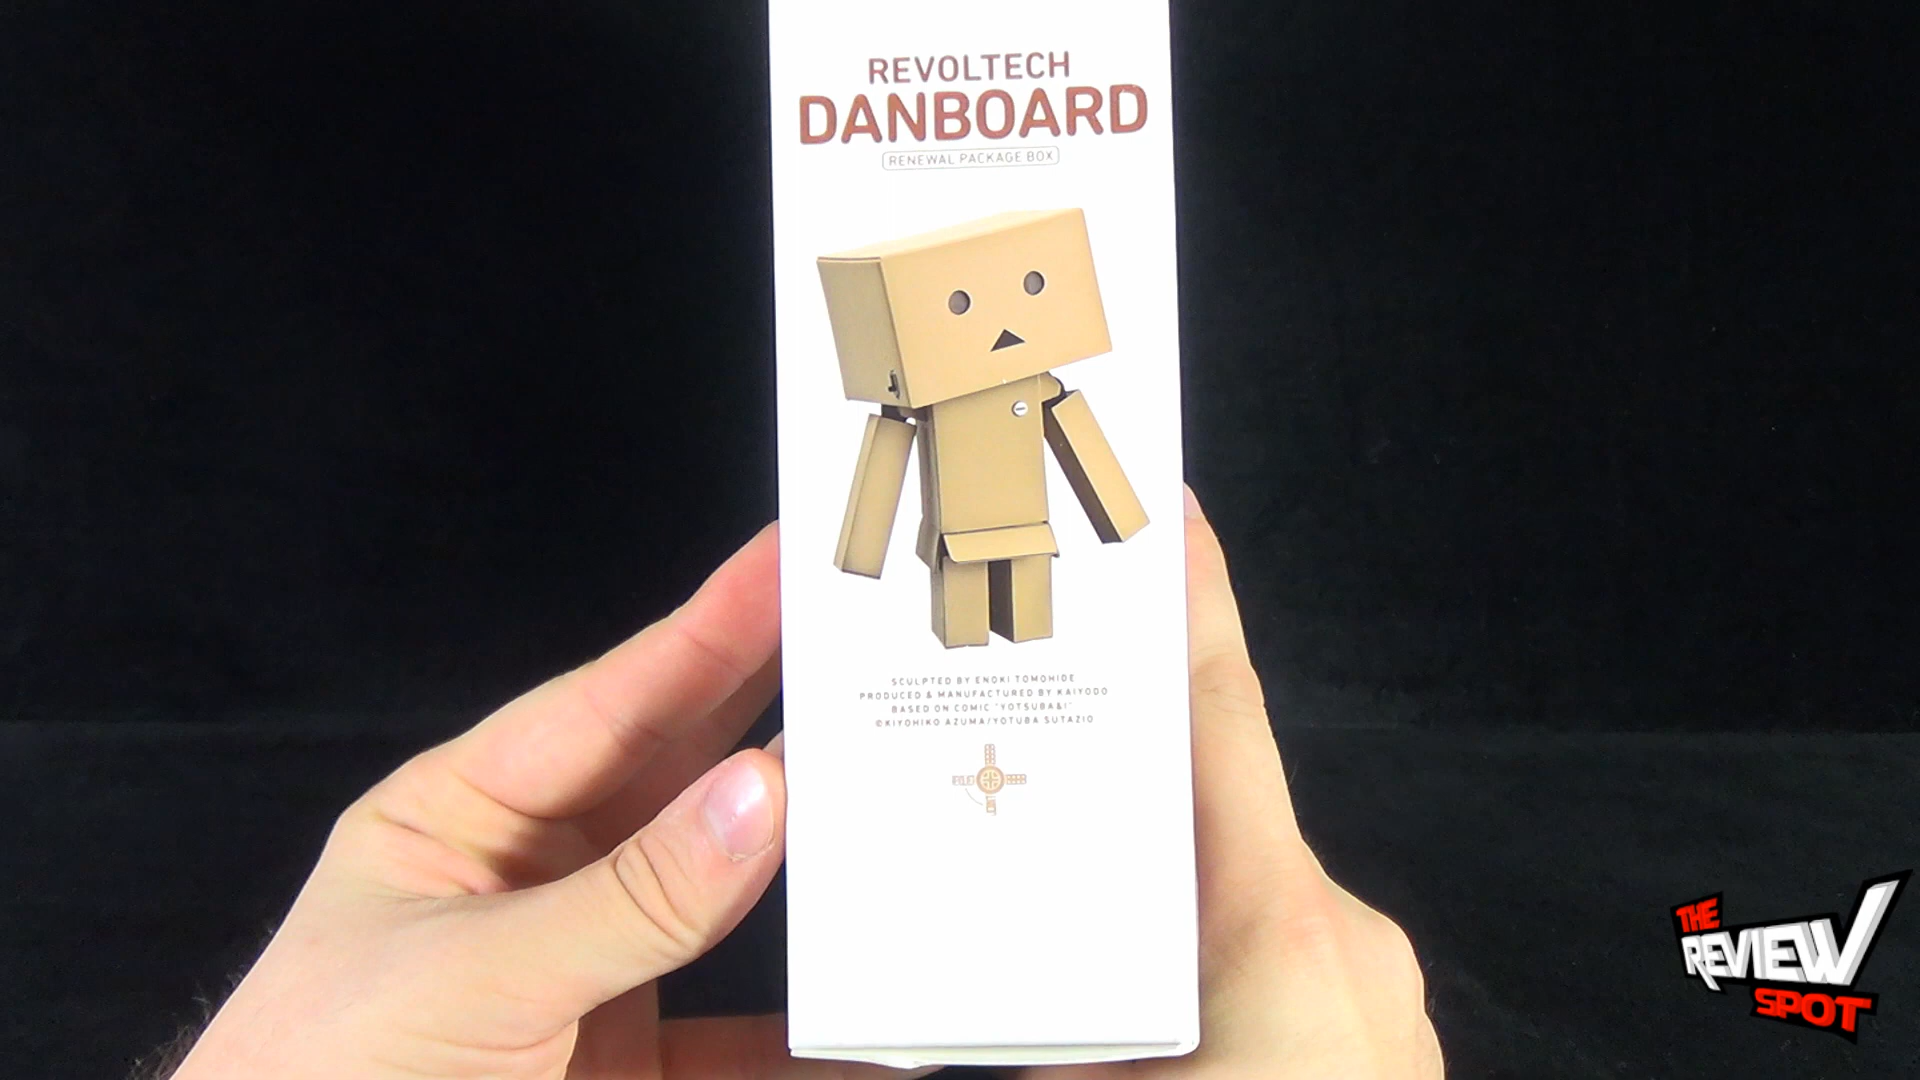 REVOLTECH
DANBOARD
RENEWAL PACKAGE BOX
SCULPTED BY ENOKI TOMOHIDE
PRODUCED & MANUFACTURED BY KAIYODO
BASED ON COMIC "YOTSUBA&!"
©KIYOHIKO AZUMA/YOTUBA SUTAZIO
THE
REVIEW
SPOT